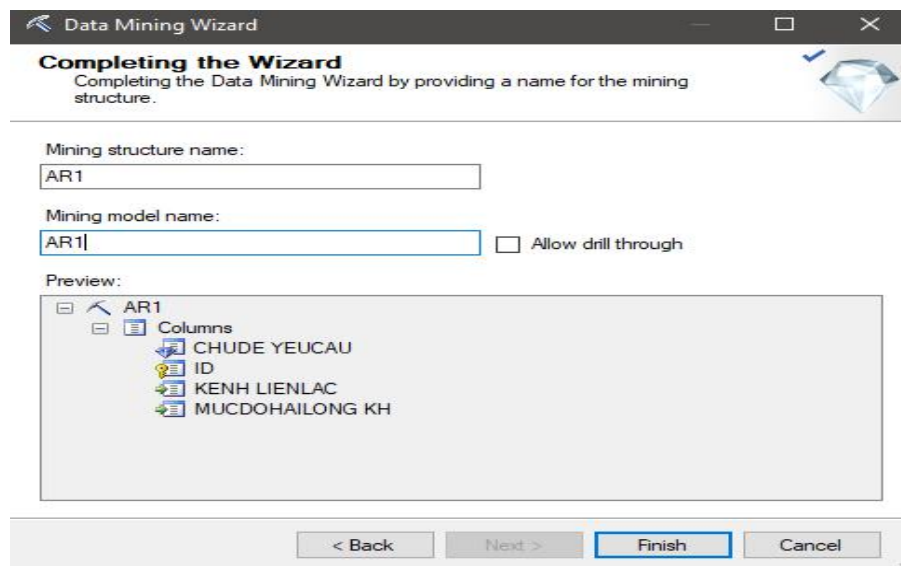 Data Mining Wizard
Completing the Wizard
Completing the Data Mining Wizard by providing a name for the mining
structure.
Mining structure name:
AR1
Mining model name:
AR1
Allow drill through
Preview:
AR1
Columns
CHUDE YEUCAU
ID
KENH LIENLAC
MUCDOHAILONG KH
< Back Next > Finish Cancel